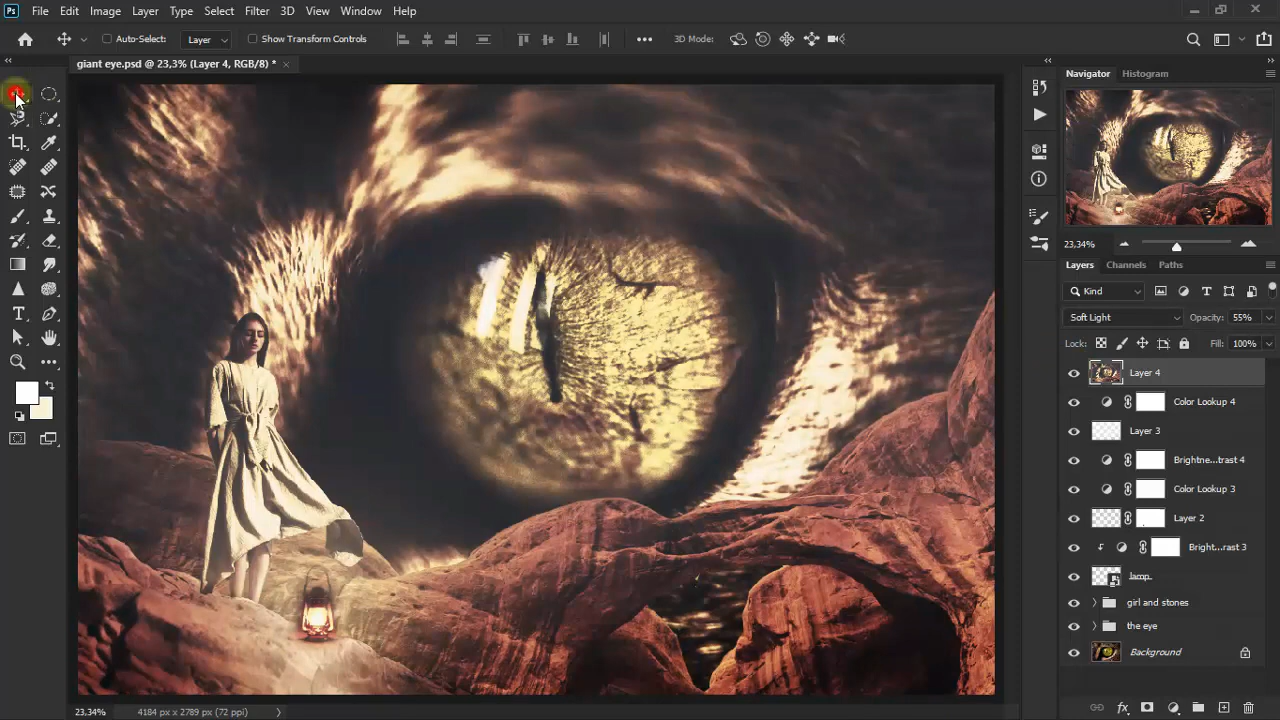 Ps File Edit Image Layer Type Select Filter 3D View Window Help
Auto-Select: Layer Show Transform Controls 3D Mode:
giant eye.psd @ 23,3% (Layer 4, RGB/8) *
Navigator Histogram
23,34%
Layers Channels Paths
Kind
Soft Light Opacity: 55%
Lock: Fill: 100%
Layer 4
Color Lookup 4
Layer 3
Brightne...trast 4
Color Lookup 3
Layer 2
Bright...rast 3
lamp
girl and stones
the eye
Background
23,34% 4184 px x 2789 px (72 ppi)